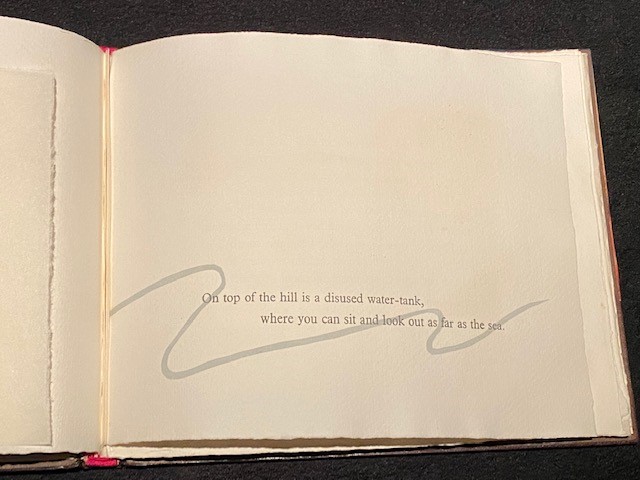 On top of the hill is a disused water-tank,
where you can sit and look out as far as the sea.